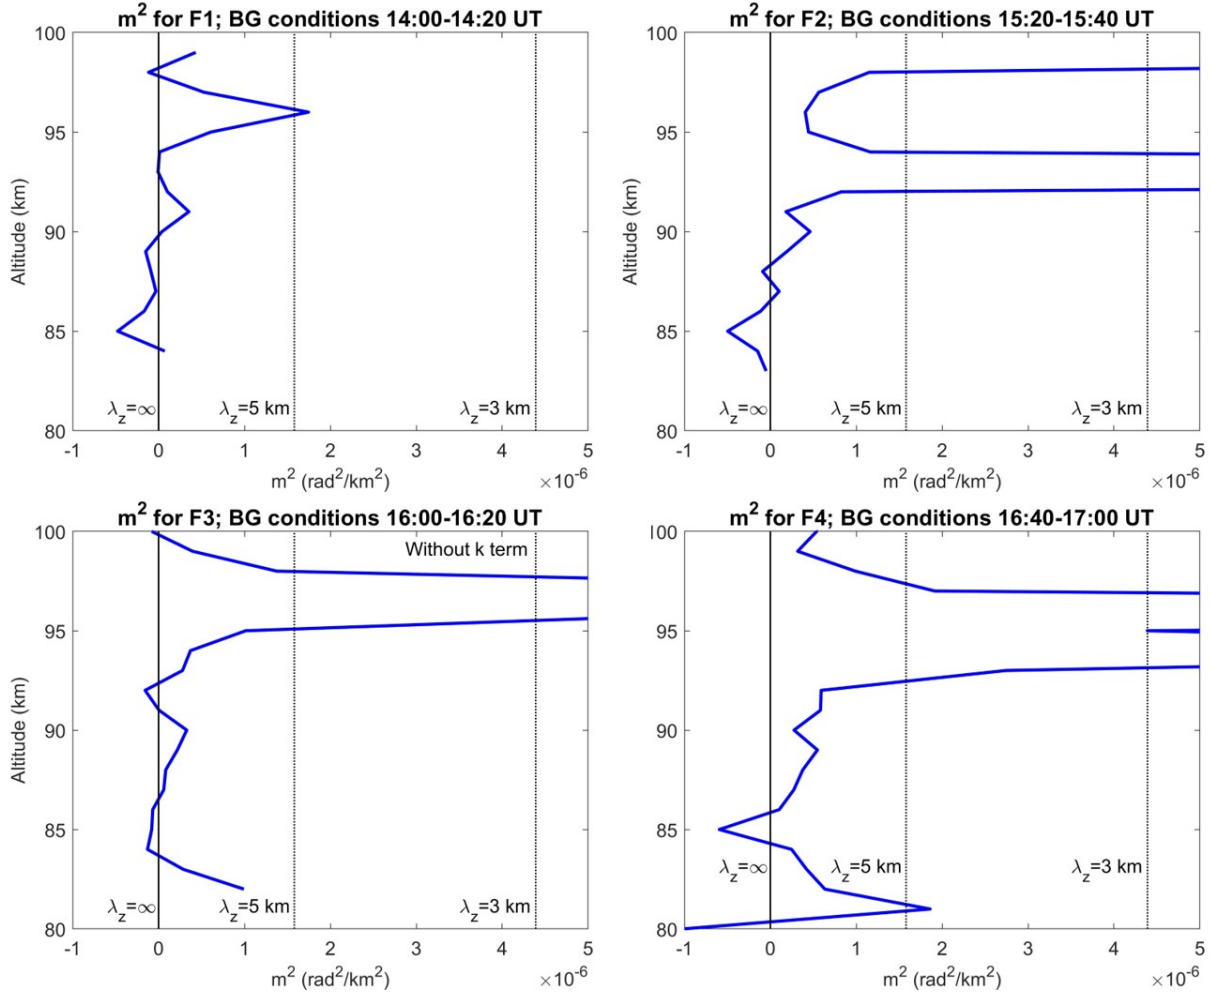 m² for F1; BG conditions 14:00-14:20 UT
100
95
90
85
80
Altitude (km)
λz=∞
λz=5 km
λz=3 km
-1 0 1 2 3 4 5
m² (rad²/km²)
×10⁻⁶
m² for F2; BG conditions 15:20-15:40 UT
100
95
90
85
80
Altitude (km)
λz=∞
λz=5 km
λz=3 km
-1 0 1 2 3 4 5
m² (rad²/km²)
×10⁻⁶
m² for F3; BG conditions 16:00-16:20 UT
Without k term
100
95
90
85
80
Altitude (km)
λz=∞
λz=5 km
λz=3 km
-1 0 1 2 3 4 5
m² (rad²/km²)
×10⁻⁶
m² for F4; BG conditions 16:40-17:00 UT
100
95
90
85
80
λz=∞
λz=5 km
λz=3 km
-1 0 1 2 3 4 5
m² (rad²/km²)
×10⁻⁶